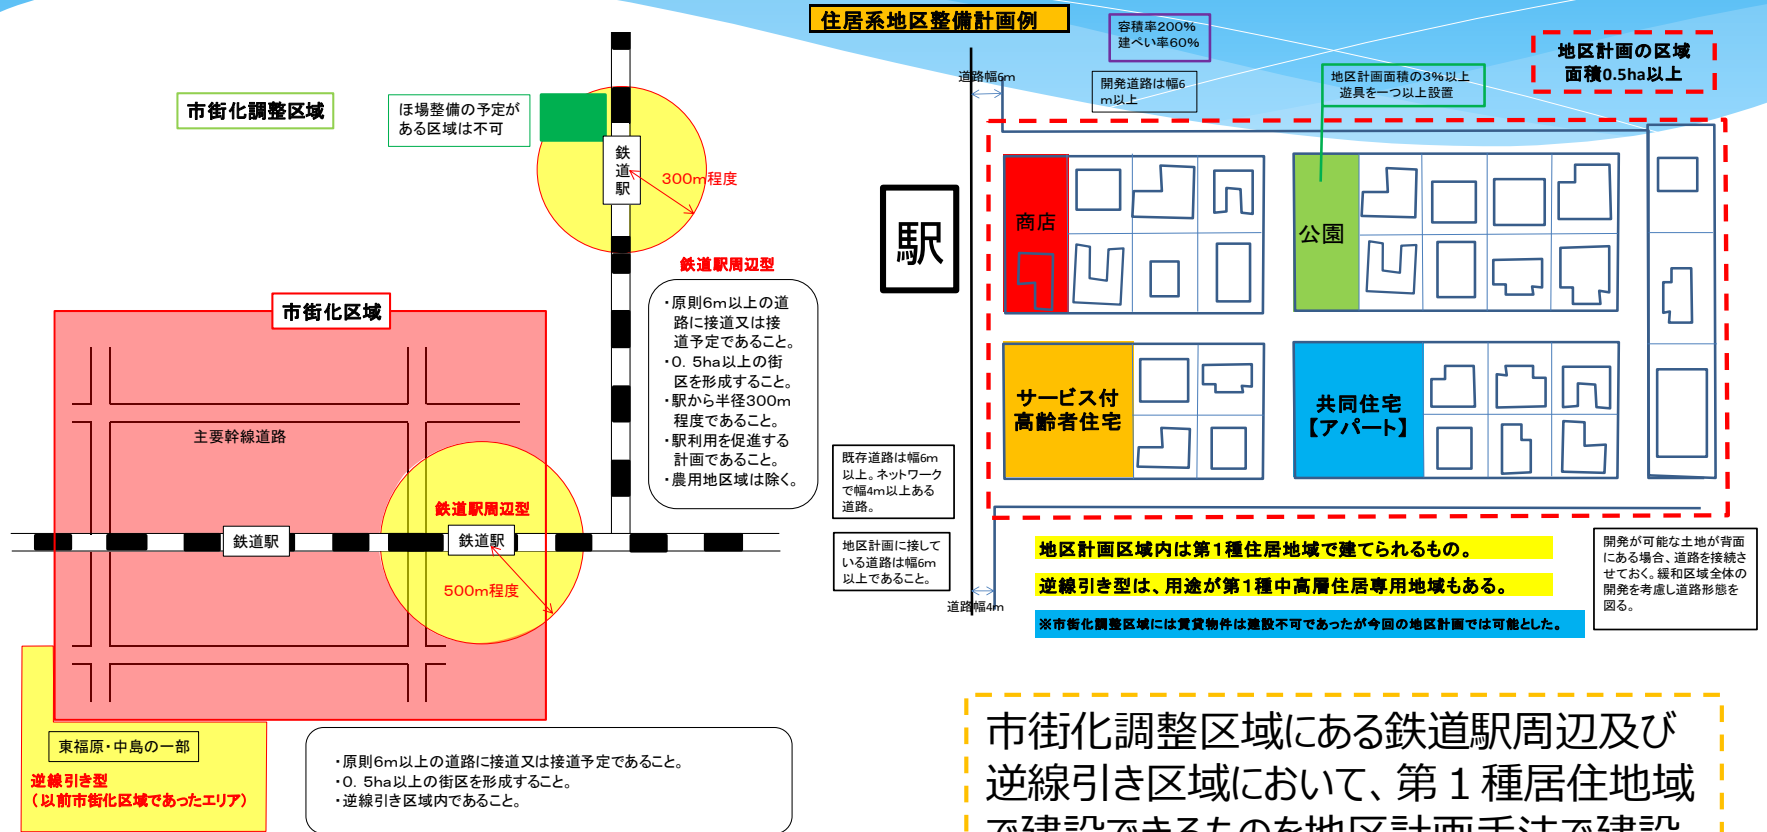 住居系地区整備計画例
市街化調整区域
ほ場整備の予定が
ある区域は不可
鉄道駅
300m程度
鉄道駅周辺型
・原則6m以上の道
路に接道又は接
道予定であること。
・0.5ha以上の街
区を形成すること。
・駅から半径300m
程度であること。
・駅利用を促進する
計画であること。
・農用地区域は除く。
市街化区域
主要幹線道路
鉄道駅周辺型
鉄道駅
鉄道駅
500m程度
東福原・中島の一部
逆線引き型
(以前市街化区域であったエリア)
・原則6m以上の道路に接道又は接道予定であること。
・0.5ha以上の街区を形成すること。
・逆線引き区域内であること。
容積率200%
建ぺい率60%
道路幅6m
開発道路は幅6
m以上
地区計画面積の3%以上
遊具を一つ以上設置
地区計画の区域
面積0.5ha以上
駅
商店
公園
サービス付
高齢者住宅
共同住宅
【アパート】
既存道路は幅6m
以上。ネットワーク
で幅4m以上ある
道路。
地区計画に接して
いる道路は幅6m
以上であること。
道路幅4m
地区計画区域内は第1種住居地域で建てられるもの。
逆線引き型は、用途が第1種中高層住居専用地域もある。
※市街化調整区域には賃貸物件は建設不可であったが今回の地区計画では可能とした。
開発が可能な土地が背面
にある場合、道路を接続さ
せておく。緩和区域全体の
開発を考慮し道路形態を
図る。
市街化調整区域にある鉄道駅周辺及び
逆線引き区域において、第1種居住地域
で建設できるものを地区計画手法で建設